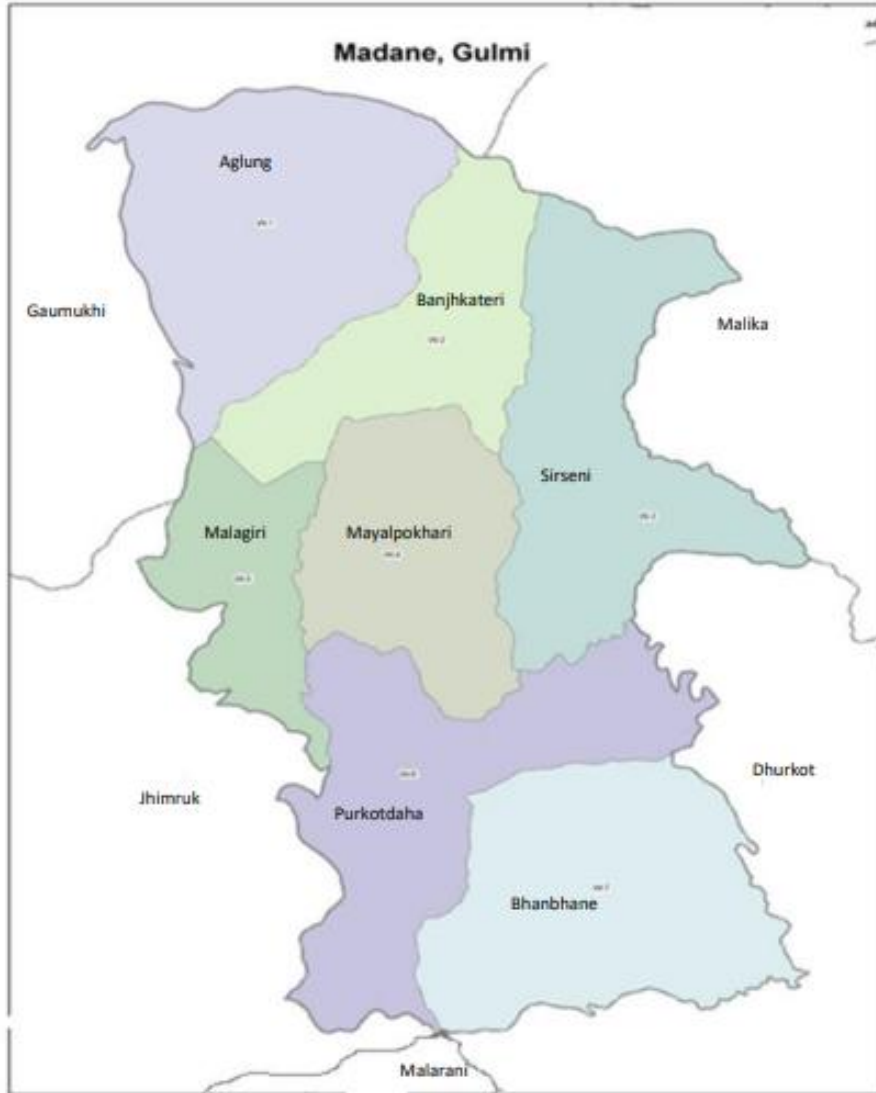 Madane, Gulmi
Aglung
Gaumukhi
Banjhkateri
Malika
Sirseni
Malagiri
Mayalpokhari
Dhurkot
Jhimruk
Purkotdaha
Bhanbhane
Malarani